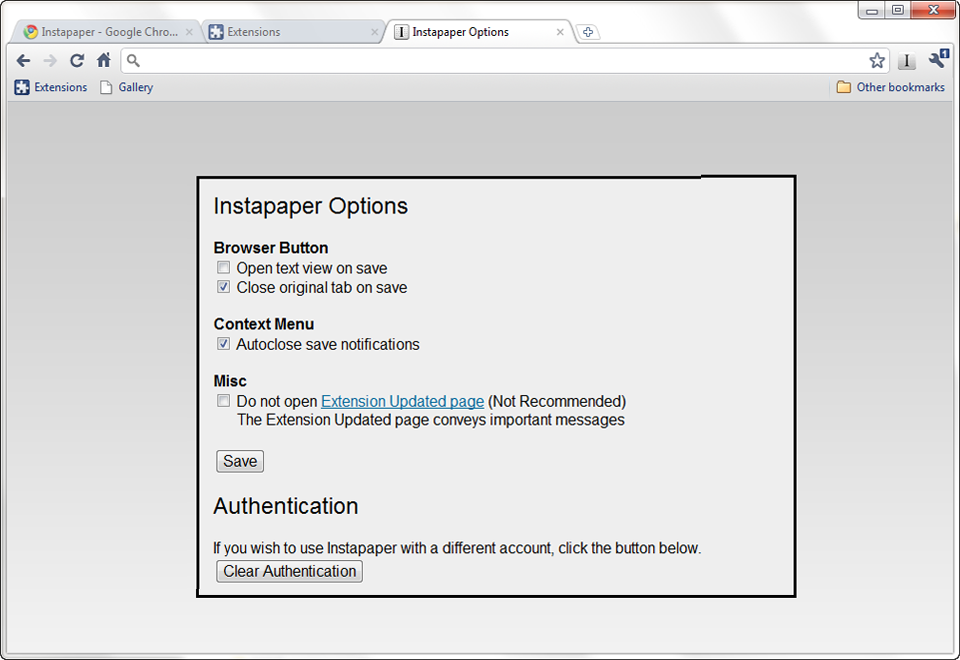 Instapaper - Google Chro...
Extensions
Instapaper Options
I
I
1
Extensions
Gallery
Other bookmarks
Instapaper Options
Browser Button
Open text view on save
Close original tab on save
Context Menu
Autoclose save notifications
Misc
Do not open Extension Updated page (Not Recommended)
The Extension Updated page conveys important messages
Save
Authentication
If you wish to use Instapaper with a different account, click the button below.
Clear Authentication